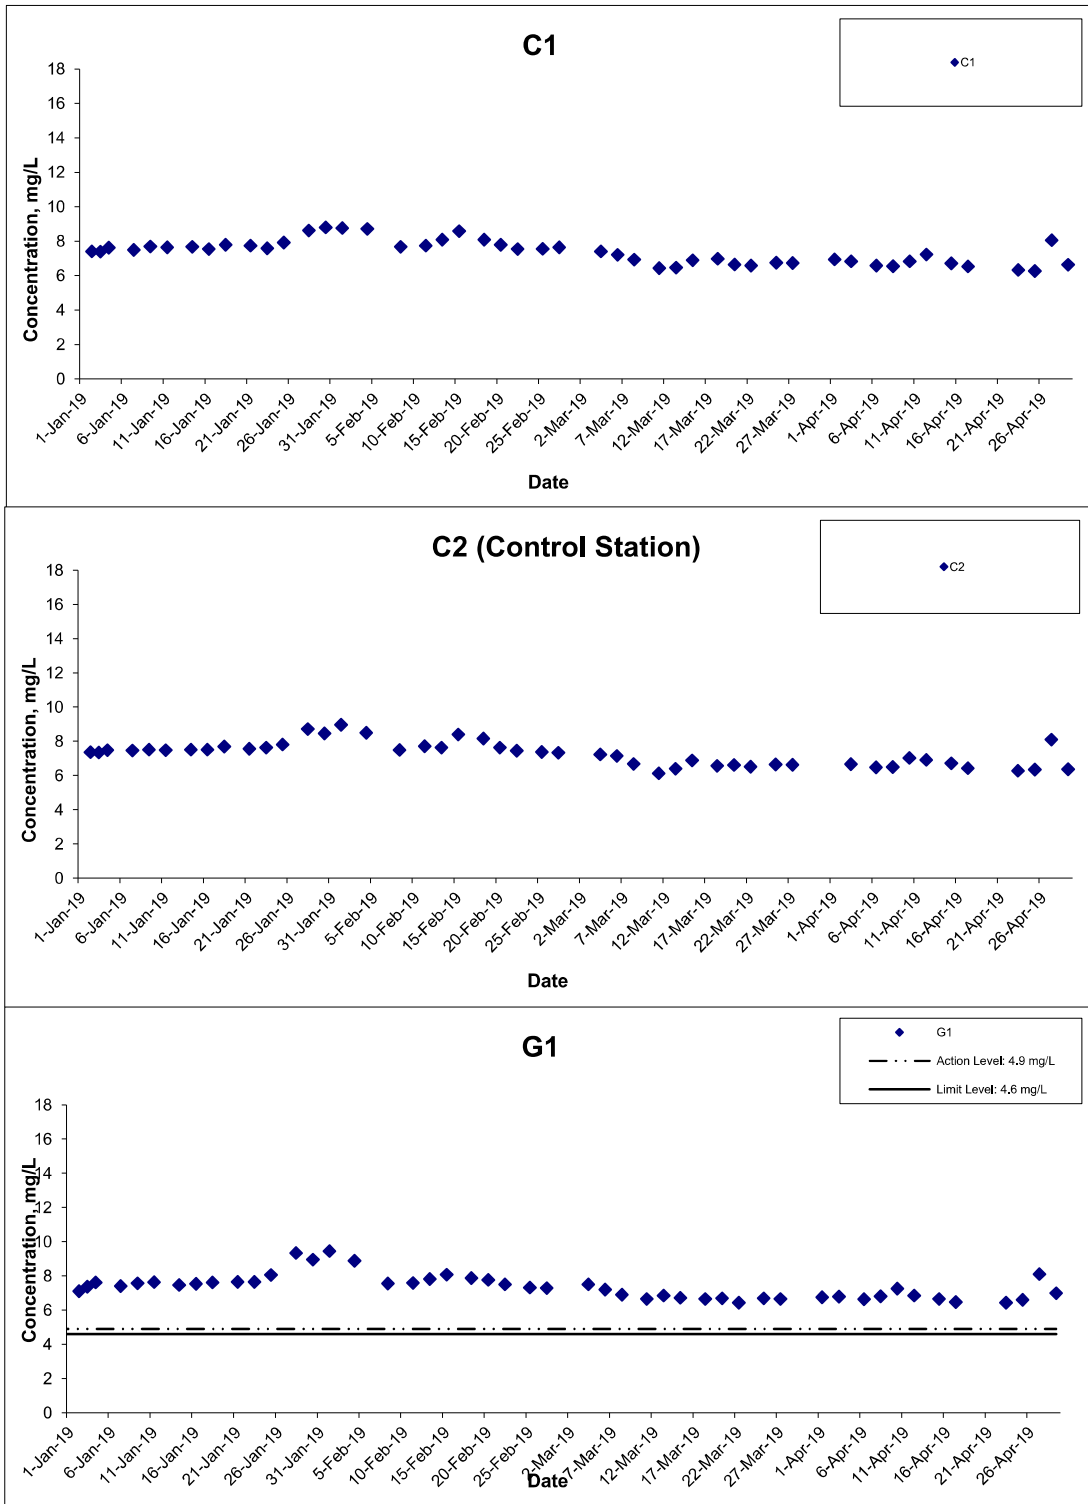 C1
C1
Concentration, mg/L
18
16
14
12
10
8
6
4
2
0
1-Jan-19
6-Jan-19
11-Jan-19
16-Jan-19
21-Jan-19
26-Jan-19
31-Jan-19
5-Feb-19
10-Feb-19
15-Feb-19
20-Feb-19
25-Feb-19
2-Mar-19
7-Mar-19
12-Mar-19
17-Mar-19
22-Mar-19
27-Mar-19
1-Apr-19
6-Apr-19
11-Apr-19
16-Apr-19
21-Apr-19
26-Apr-19
Date
C2 (Control Station)
C2
Concentration, mg/L
18
16
14
12
10
8
6
4
2
0
1-Jan-19
6-Jan-19
11-Jan-19
16-Jan-19
21-Jan-19
26-Jan-19
31-Jan-19
5-Feb-19
10-Feb-19
15-Feb-19
20-Feb-19
25-Feb-19
2-Mar-19
7-Mar-19
12-Mar-19
17-Mar-19
22-Mar-19
27-Mar-19
1-Apr-19
6-Apr-19
11-Apr-19
16-Apr-19
21-Apr-19
26-Apr-19
Date
G1
G1
Action Level: 4.9 mg/L
Limit Level: 4.6 mg/L
Concentration, mg/L
18
16
14
12
10
8
6
4
2
0
1-Jan-19
6-Jan-19
11-Jan-19
16-Jan-19
21-Jan-19
26-Jan-19
31-Jan-19
5-Feb-19
10-Feb-19
15-Feb-19
20-Feb-19
25-Feb-19
2-Mar-19
7-Mar-19
12-Mar-19
17-Mar-19
22-Mar-19
27-Mar-19
1-Apr-19
6-Apr-19
11-Apr-19
16-Apr-19
21-Apr-19
26-Apr-19
Date